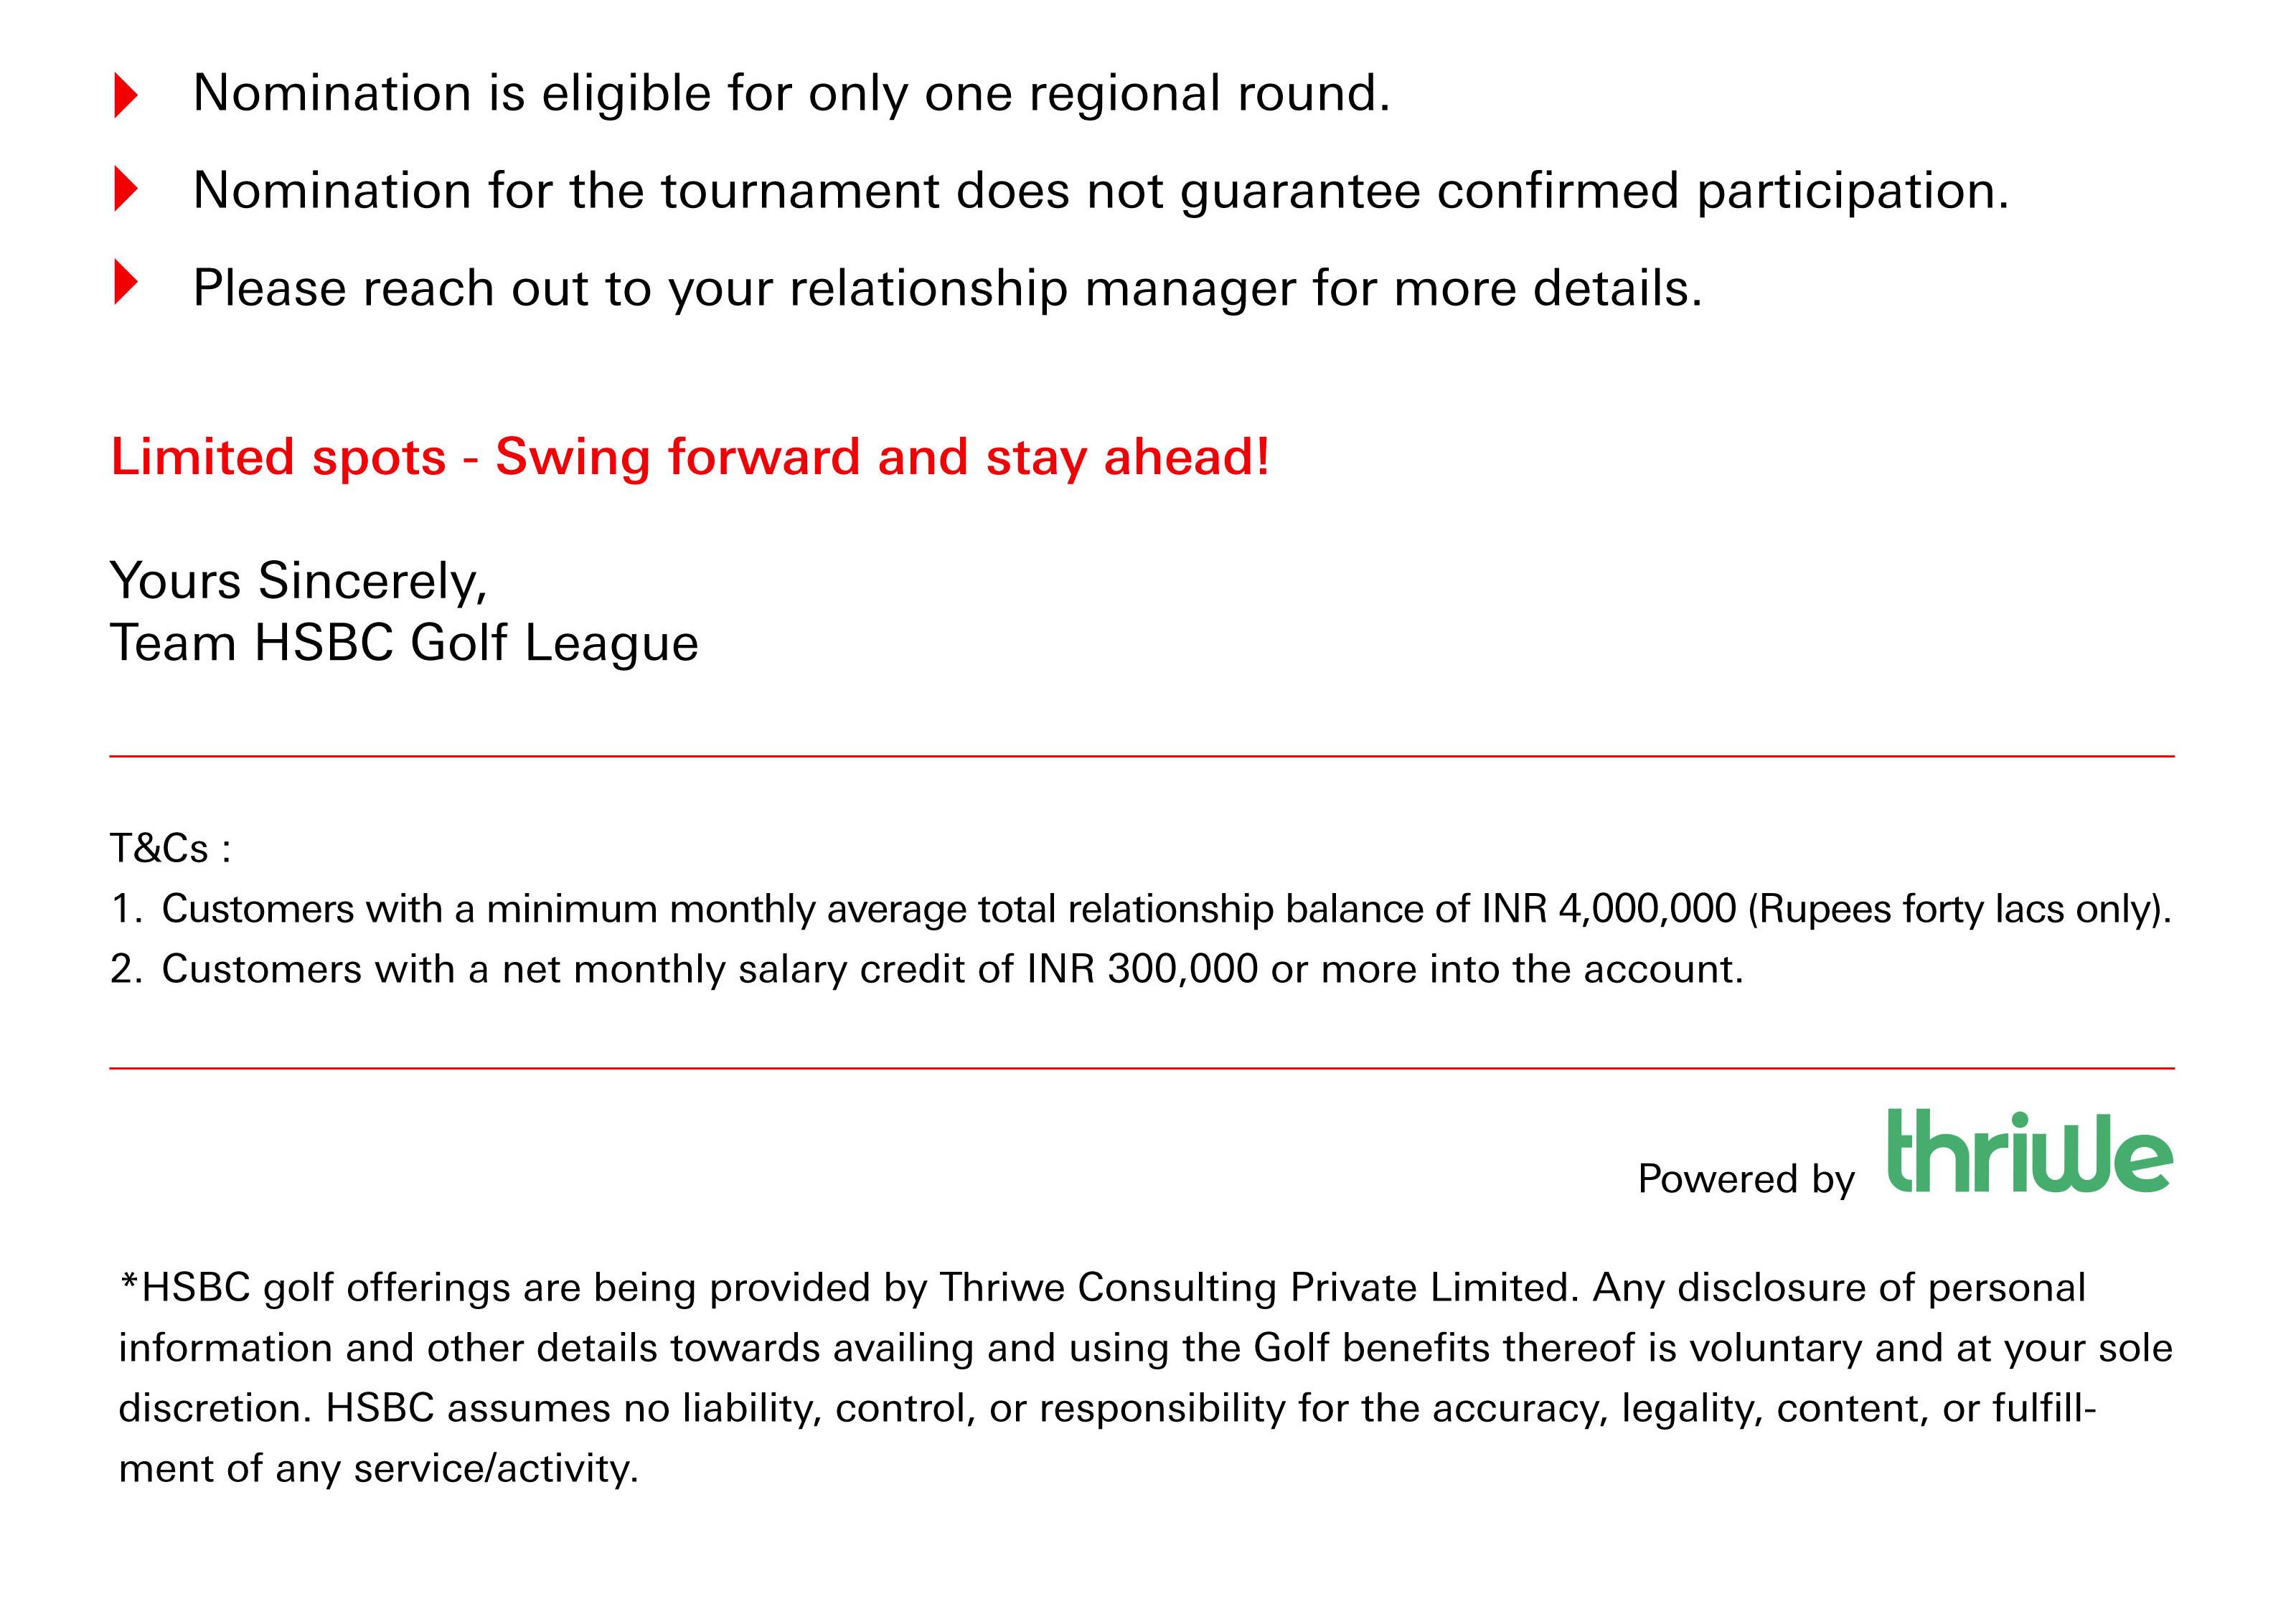 Nomination is eligible for only one regional round.
Nomination for the tournament does not guarantee confirmed participation.
Please reach out to your relationship manager for more details.
Limited spots - Swing forward and stay ahead!
Yours Sincerely,
Team HSBC Golf League
T&Cs :
1. Customers with a minimum monthly average total relationship balance of INR 4,000,000 (Rupees forty lacs only).
2. Customers with a net monthly salary credit of INR 300,000 or more into the account.
Powered by thriwe
*HSBC golf offerings are being provided by Thriwe Consulting Private Limited. Any disclosure of personal
information and other details towards availing and using the Golf benefits thereof is voluntary and at your sole
discretion. HSBC assumes no liability, control, or responsibility for the accuracy, legality, content, or fulfill-
ment of any service/activity.